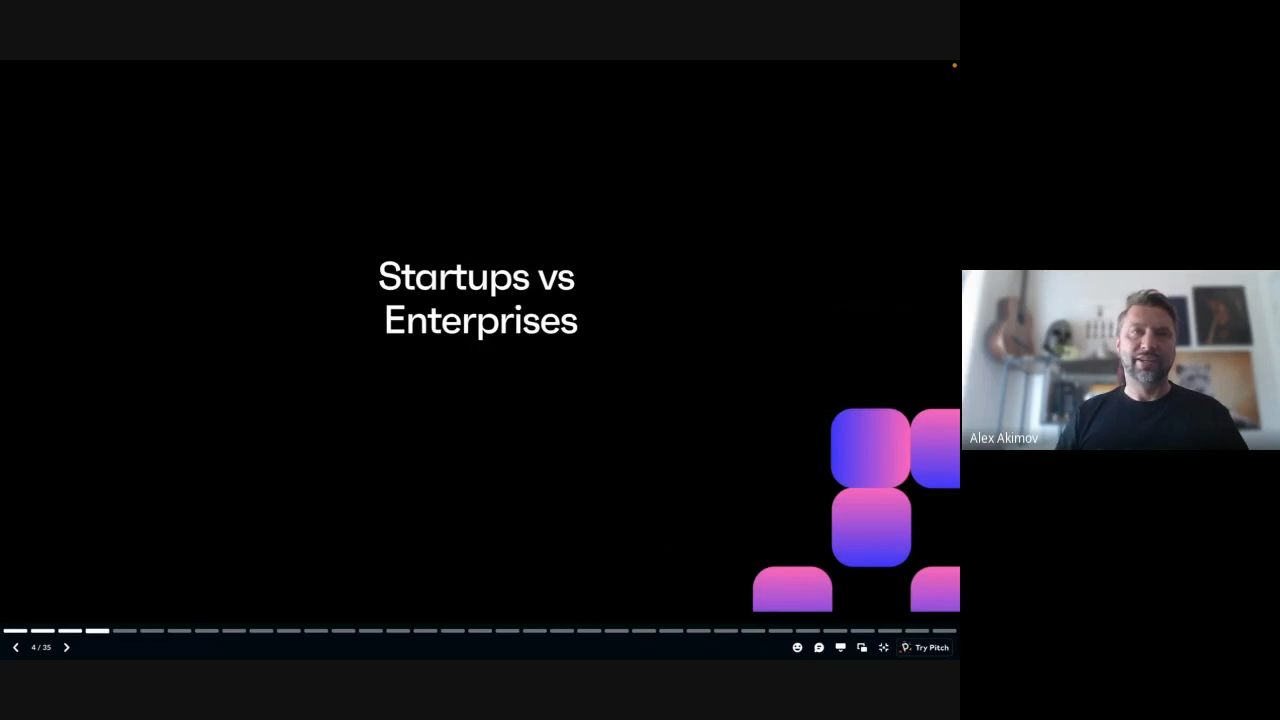 Startups vs
Enterprises
Alex Akimov
4 / 35
Try Pitch